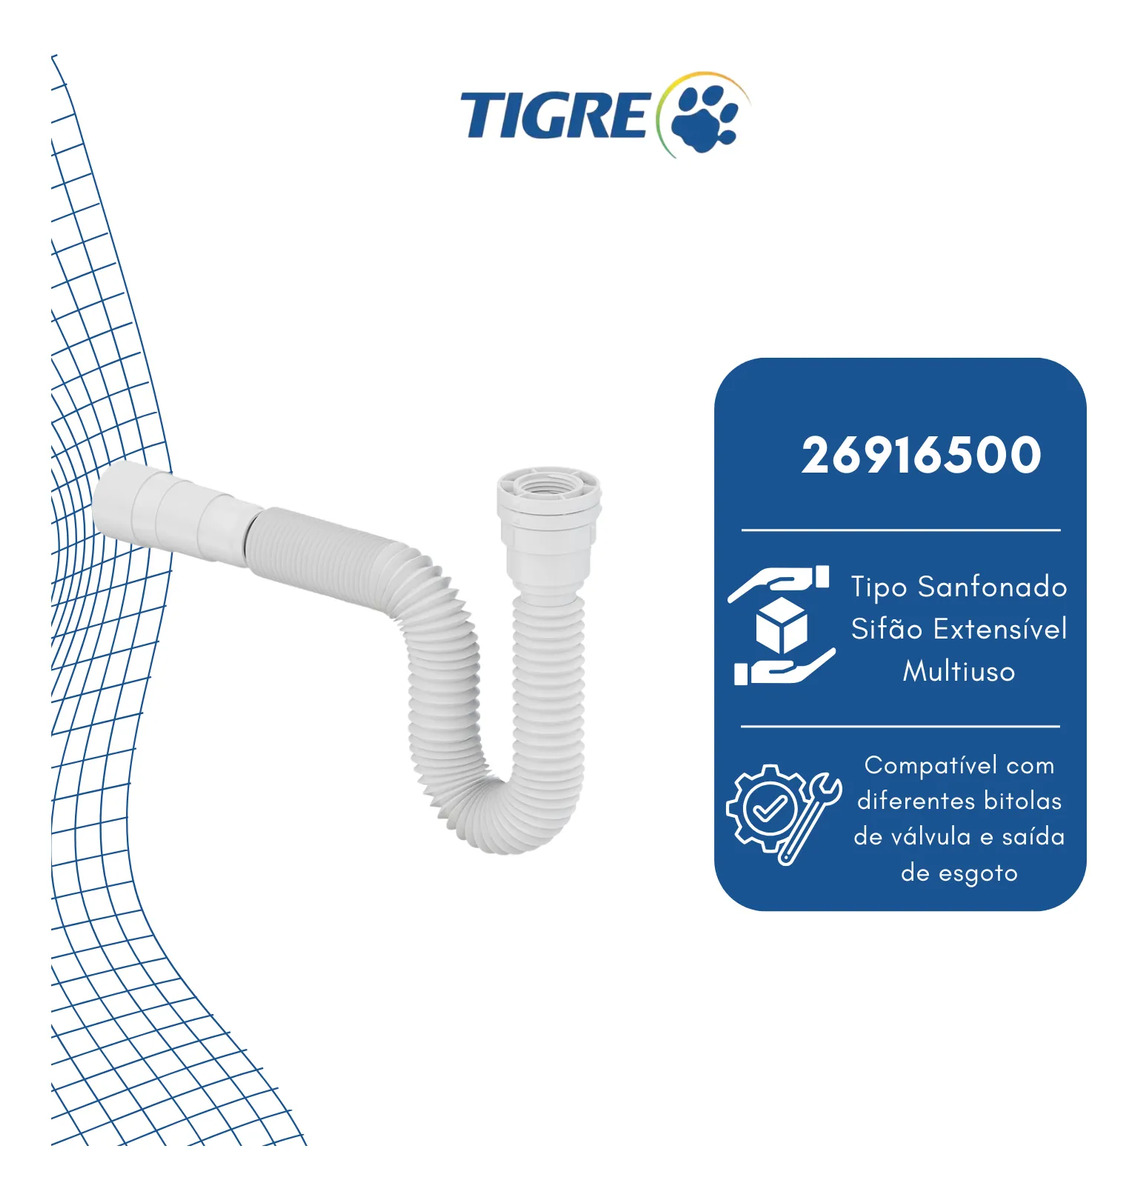 TIGRE
26916500
Tipo Sanfonado
Sifão Extensível
Multiuso
Compatível com
diferentes bitolas
de válvula e saída
de esgoto